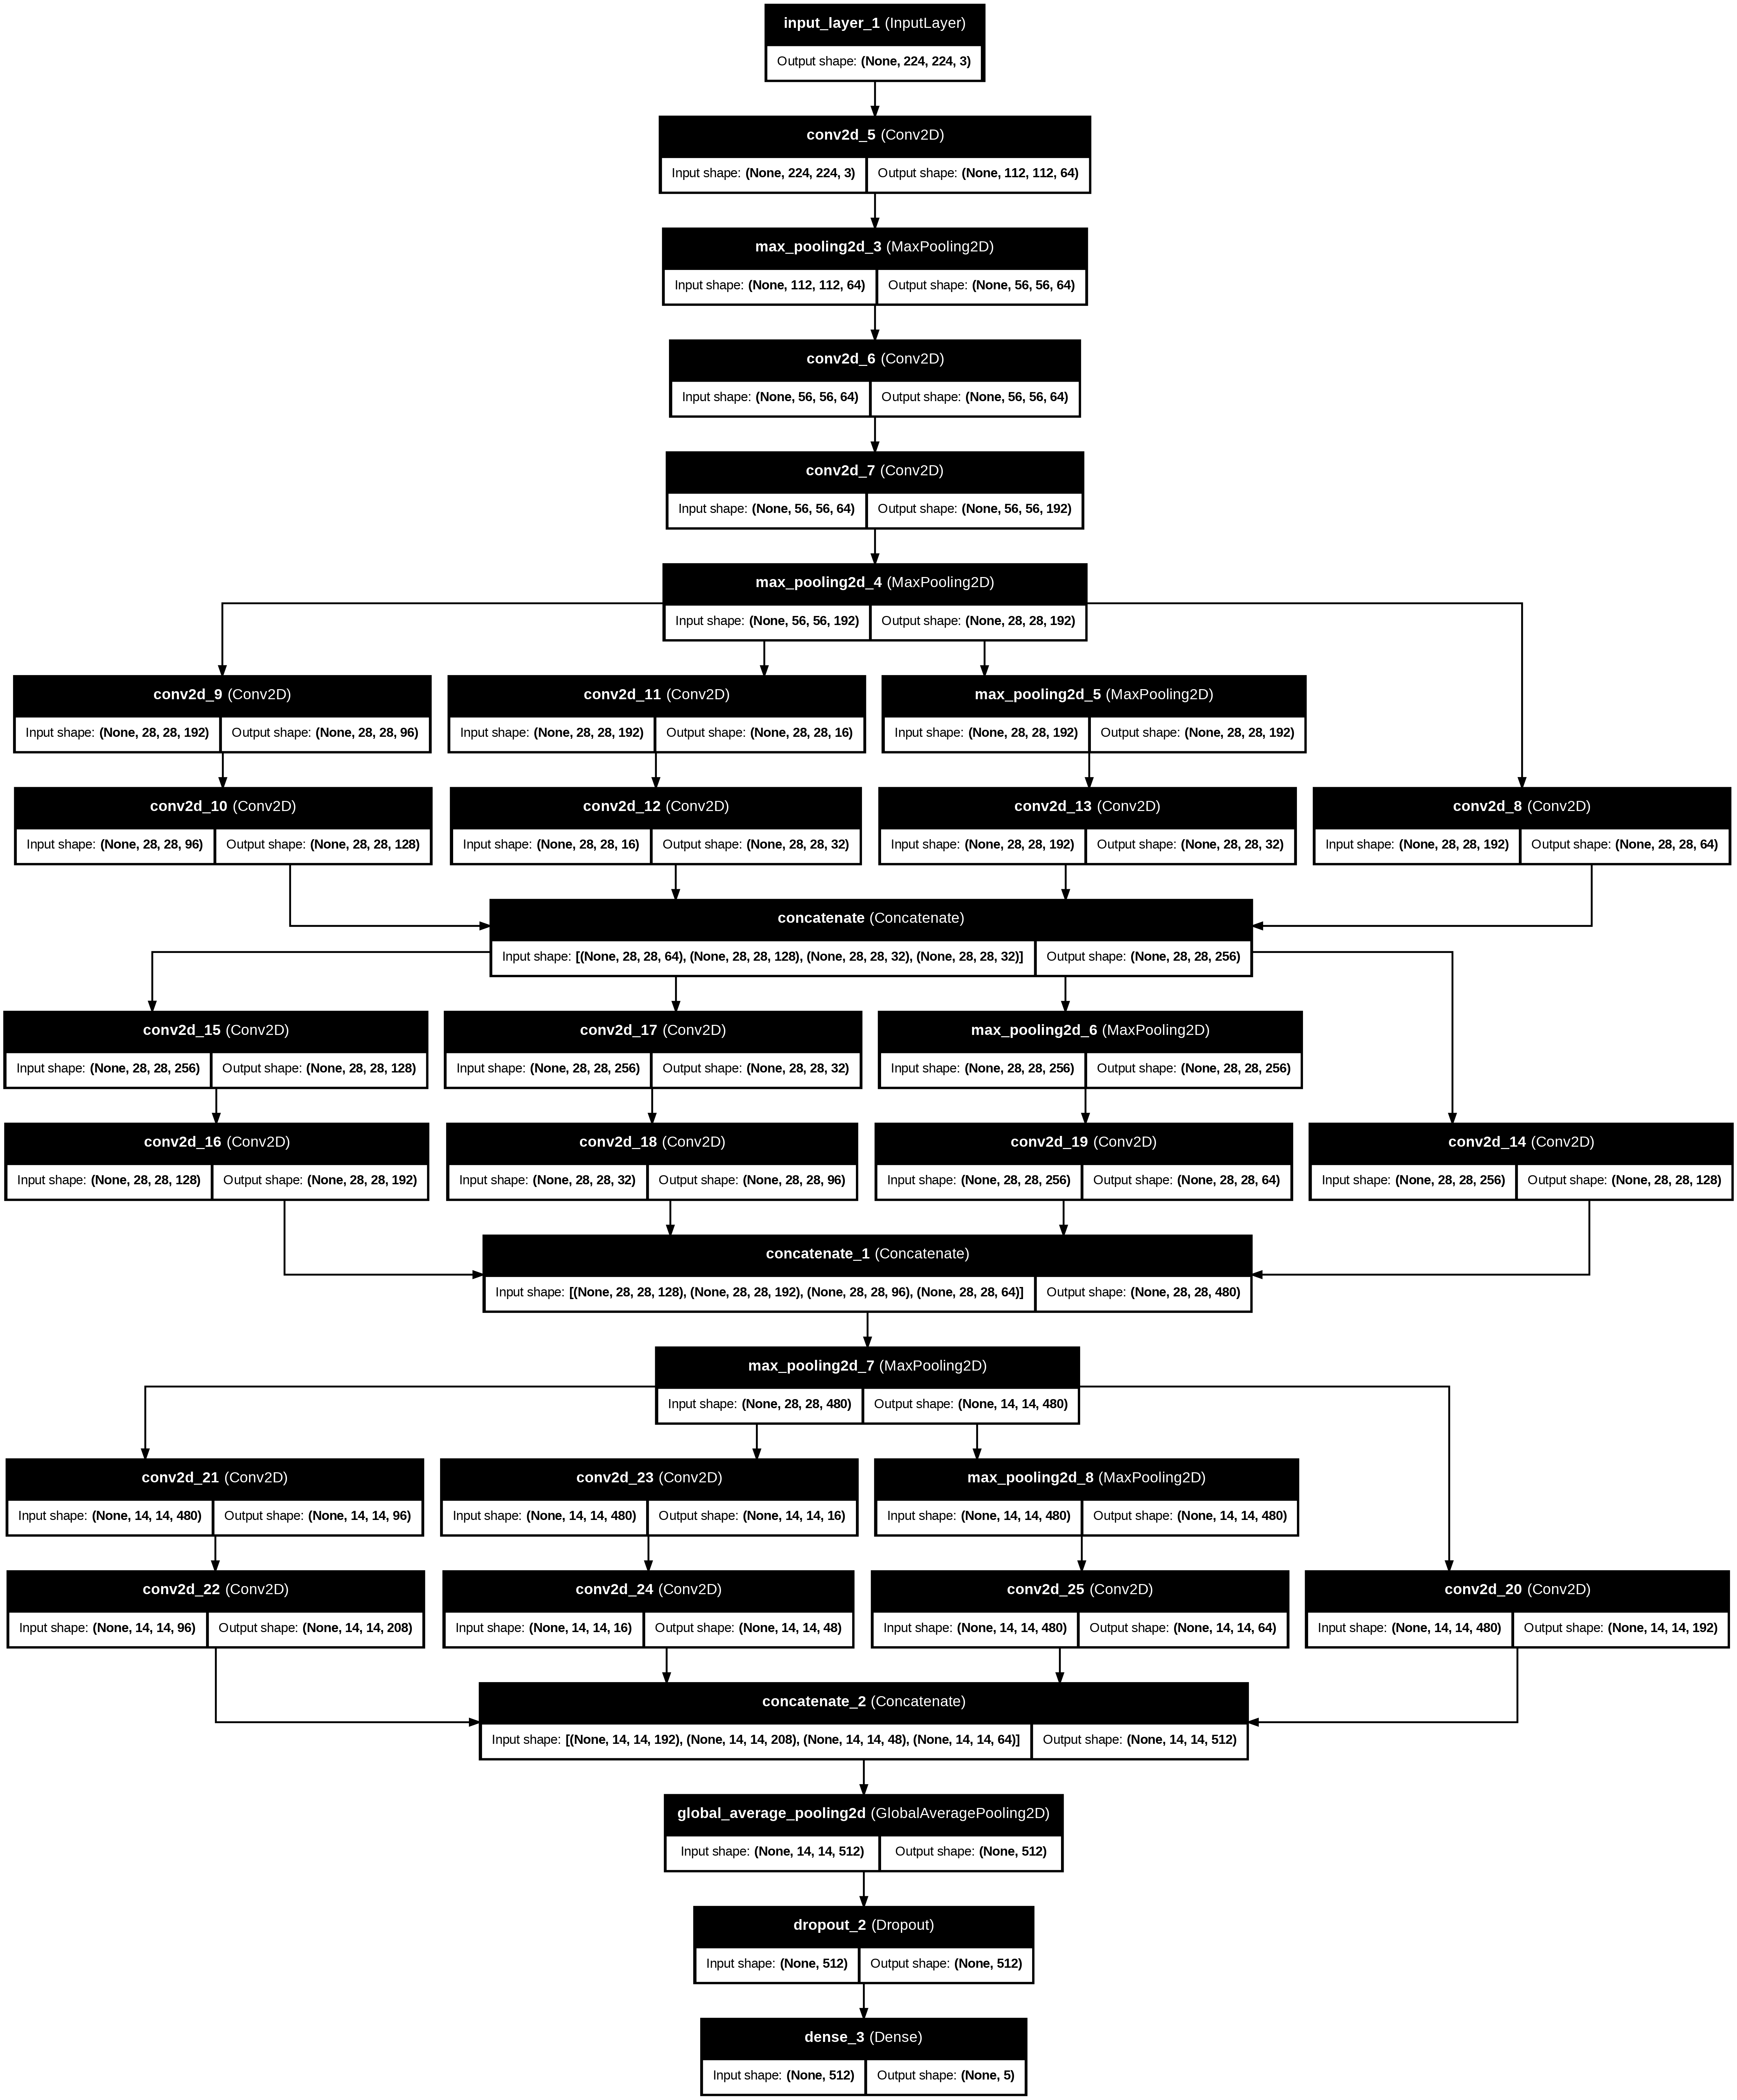 input_layer_1 (InputLayer)
Output shape: (None, 224, 224, 3)
conv2d_5 (Conv2D)
Input shape: (None, 224, 224, 3) Output shape: (None, 112, 112, 64)
max_pooling2d_3 (MaxPooling2D)
Input shape: (None, 112, 112, 64) Output shape: (None, 56, 56, 64)
conv2d_6 (Conv2D)
Input shape: (None, 56, 56, 64) Output shape: (None, 56, 56, 64)
conv2d_7 (Conv2D)
Input shape: (None, 56, 56, 64) Output shape: (None, 56, 56, 192)
max_pooling2d_4 (MaxPooling2D)
Input shape: (None, 56, 56, 192) Output shape: (None, 28, 28, 192)
conv2d_9 (Conv2D) conv2d_11 (Conv2D) max_pooling2d_5 (MaxPooling2D)
Input shape: (None, 28, 28, 192) Output shape: (None, 28, 28, 96) Input shape: (None, 28, 28, 192) Output shape: (None, 28, 28, 16) Input shape: (None, 28, 28, 192) Output shape: (None, 28, 28, 192)
conv2d_10 (Conv2D) conv2d_12 (Conv2D) conv2d_13 (Conv2D) conv2d_8 (Conv2D)
Input shape: (None, 28, 28, 96) Output shape: (None, 28, 28, 128) Input shape: (None, 28, 28, 16) Output shape: (None, 28, 28, 32) Input shape: (None, 28, 28, 192) Output shape: (None, 28, 28, 32) Input shape: (None, 28, 28, 192) Output shape: (None, 28, 28, 64)
concatenate (Concatenate)
Input shape: [(None, 28, 28, 64), (None, 28, 28, 128), (None, 28, 28, 32), (None, 28, 28, 32)] Output shape: (None, 28, 28, 256)
conv2d_15 (Conv2D) conv2d_17 (Conv2D) max_pooling2d_6 (MaxPooling2D)
Input shape: (None, 28, 28, 256) Output shape: (None, 28, 28, 128) Input shape: (None, 28, 28, 256) Output shape: (None, 28, 28, 32) Input shape: (None, 28, 28, 256) Output shape: (None, 28, 28, 256)
conv2d_16 (Conv2D) conv2d_18 (Conv2D) conv2d_19 (Conv2D) conv2d_14 (Conv2D)
Input shape: (None, 28, 28, 128) Output shape: (None, 28, 28, 192) Input shape: (None, 28, 28, 32) Output shape: (None, 28, 28, 96) Input shape: (None, 28, 28, 256) Output shape: (None, 28, 28, 64) Input shape: (None, 28, 28, 256) Output shape: (None, 28, 28, 128)
concatenate_1 (Concatenate)
Input shape: [(None, 28, 28, 128), (None, 28, 28, 192), (None, 28, 28, 96), (None, 28, 28, 64)] Output shape: (None, 28, 28, 480)
max_pooling2d_7 (MaxPooling2D)
Input shape: (None, 28, 28, 480) Output shape: (None, 14, 14, 480)
conv2d_21 (Conv2D) conv2d_23 (Conv2D) max_pooling2d_8 (MaxPooling2D)
Input shape: (None, 14, 14, 480) Output shape: (None, 14, 14, 96) Input shape: (None, 14, 14, 480) Output shape: (None, 14, 14, 16) Input shape: (None, 14, 14, 480) Output shape: (None, 14, 14, 480)
conv2d_22 (Conv2D) conv2d_24 (Conv2D) conv2d_25 (Conv2D) conv2d_20 (Conv2D)
Input shape: (None, 14, 14, 96) Output shape: (None, 14, 14, 208) Input shape: (None, 14, 14, 16) Output shape: (None, 14, 14, 48) Input shape: (None, 14, 14, 480) Output shape: (None, 14, 14, 64) Input shape: (None, 14, 14, 480) Output shape: (None, 14, 14, 192)
concatenate_2 (Concatenate)
Input shape: [(None, 14, 14, 192), (None, 14, 14, 208), (None, 14, 14, 48), (None, 14, 14, 64)] Output shape: (None, 14, 14, 512)
global_average_pooling2d (GlobalAveragePooling2D)
Input shape: (None, 14, 14, 512) Output shape: (None, 512)
dropout_2 (Dropout)
Input shape: (None, 512) Output shape: (None, 512)
dense_3 (Dense)
Input shape: (None, 512) Output shape: (None, 5)